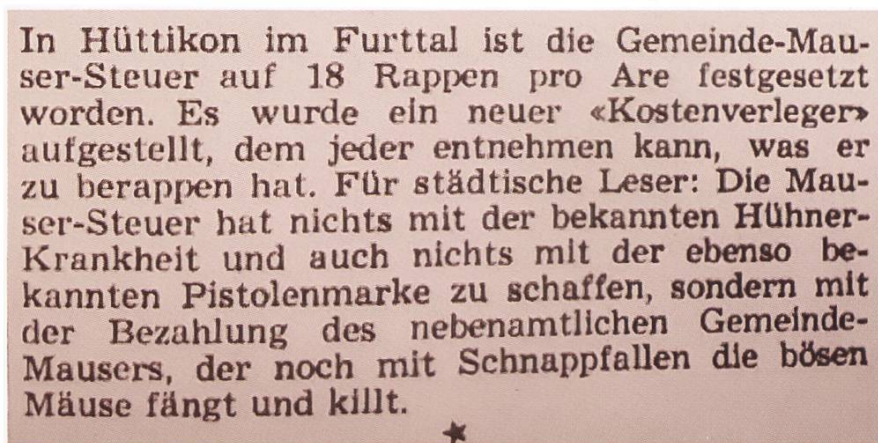 In Hüttikon im Furttal ist die Gemeinde-Mau-
ser-Steuer auf 18 Rappen pro Are festgesetzt
worden. Es wurde ein neuer «Kostenverleger»
aufgestellt, dem jeder entnehmen kann, was er
zu berappen hat. Für städtische Leser: Die Mau-
ser-Steuer hat nichts mit der bekannten Hühner-
Krankheit und auch nichts mit der ebenso be-
kannten Pistolenmarke zu schaffen, sondern mit
der Bezahlung des nebenamtlichen Gemeinde-
Mausers, der noch mit Schnappfallen die bösen
Mäuse fängt und killt.